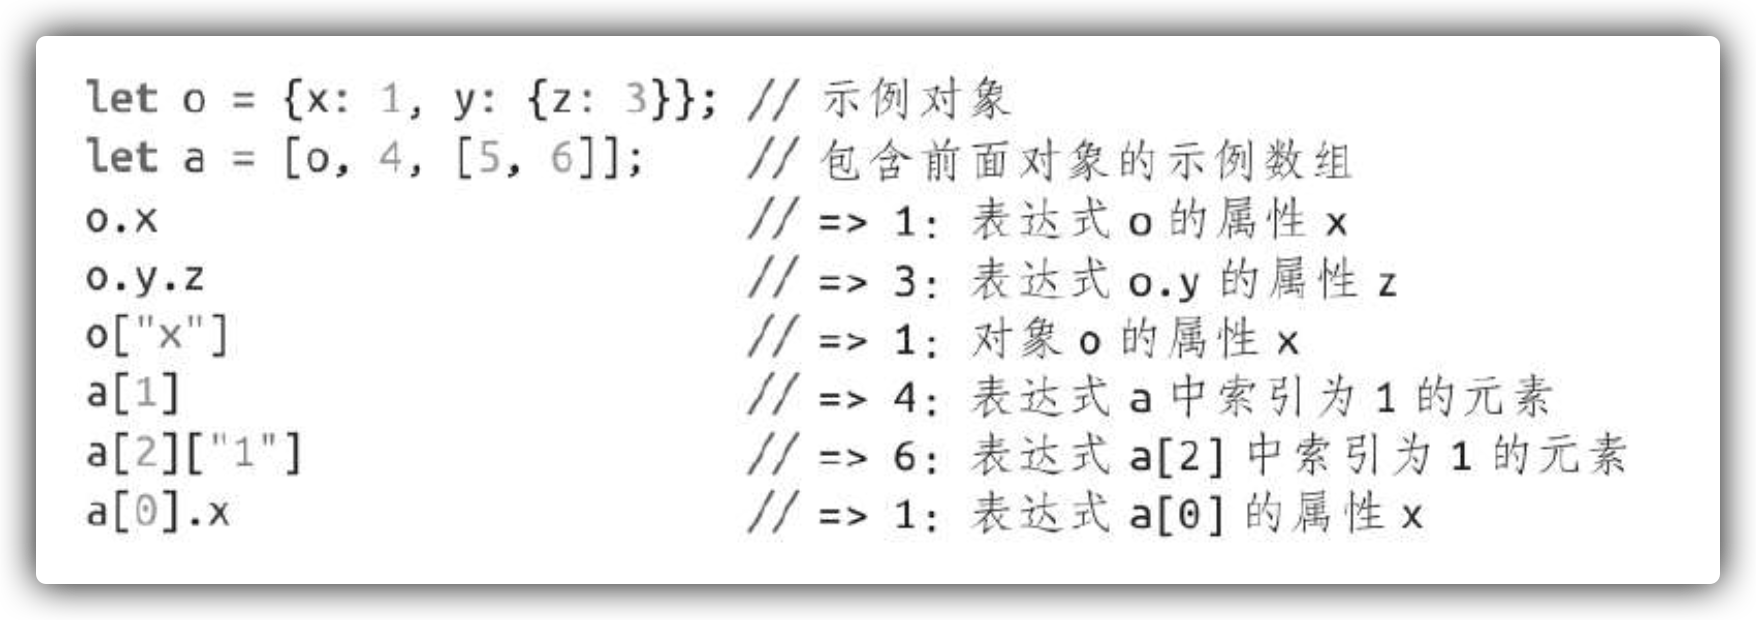 let o = {x: 1, y: {z: 3}}; // 示例对象
let a = [o, 4, [5, 6]];    // 包含前面对象的示例数组
o.x                        // => 1: 表达式 o 的属性 x
o.y.z                      // => 3: 表达式 o.y 的属性 z
o["x"]                     // => 1: 对象 o 的属性 x
a[1]                       // => 4: 表达式 a 中索引为 1 的元素
a[2]["1"]                  // => 6: 表达式 a[2] 中索引为 1 的元素
a[0].x                     // => 1: 表达式 a[0] 的属性 x